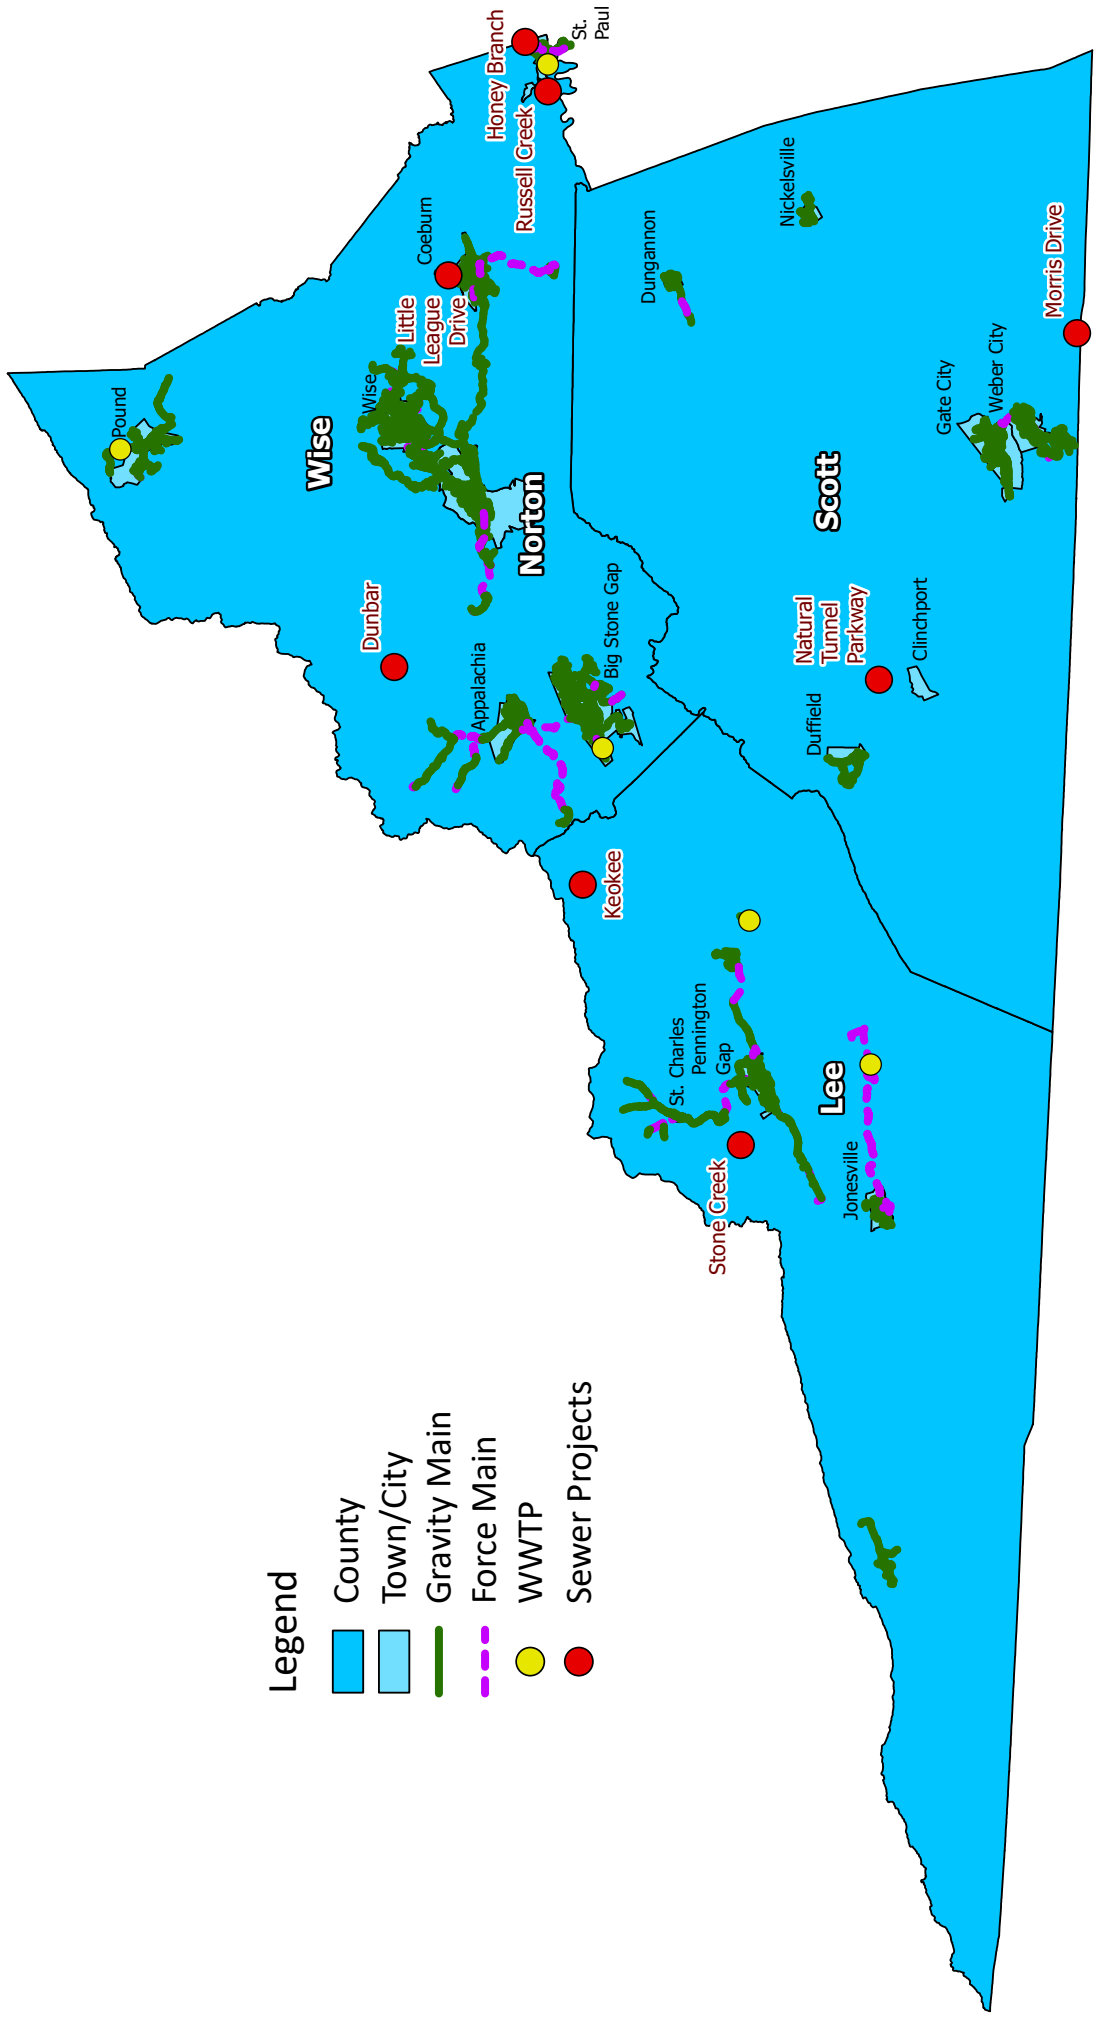 Legend
County
Town/City
Gravity Main
Force Main
WWTP
Sewer Projects
Pound
Wise
Wise
Coeburn
Little
League
Drive
Honey Branch
Russell Creek
St.
Paul
Norton
Dunbar
Appalachia
Big Stone Gap
Keokee
St. Charles
Pennington
Gap
Stone Creek
Lee
Jonesville
Dungannon
Nickelsville
Scott
Natural
Tunnel
Parkway
Duffield
Clinchport
Gate City
Weber City
Morris Drive